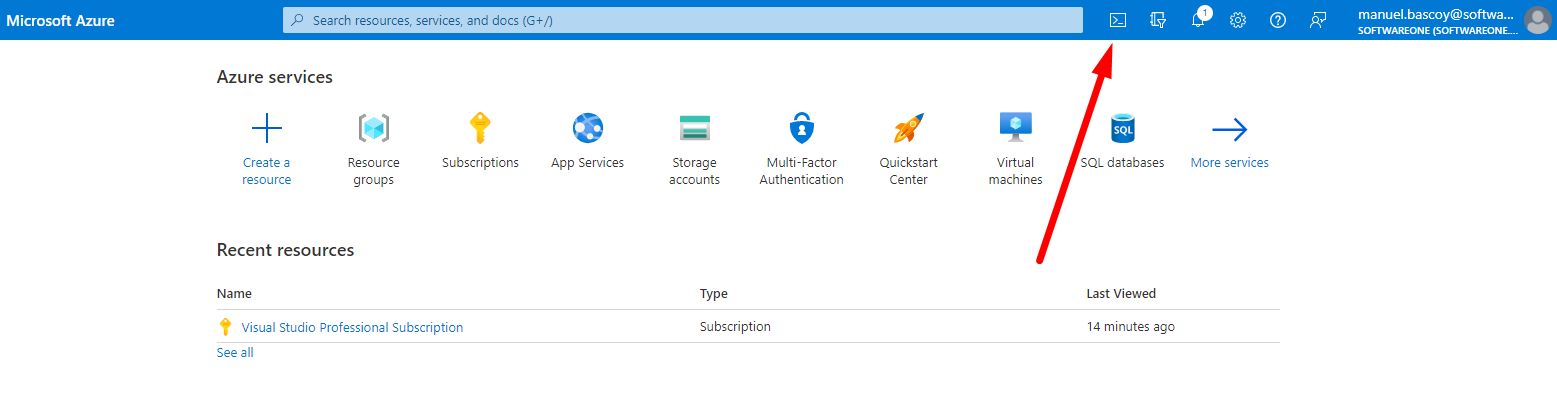 Microsoft Azure
Search resources, services, and docs (G+/)
1
manuel.bascoy@softwa...
SOFTWAREONE (SOFTWAREONE....
Azure services
Create a
resource
Resource
groups
Subscriptions
App Services
Storage
accounts
Multi-Factor
Authentication
Quickstart
Center
Virtual
machines
SQL
SQL databases
More services
Recent resources
Name Type Last Viewed
Visual Studio Professional Subscription Subscription 14 minutes ago
See all